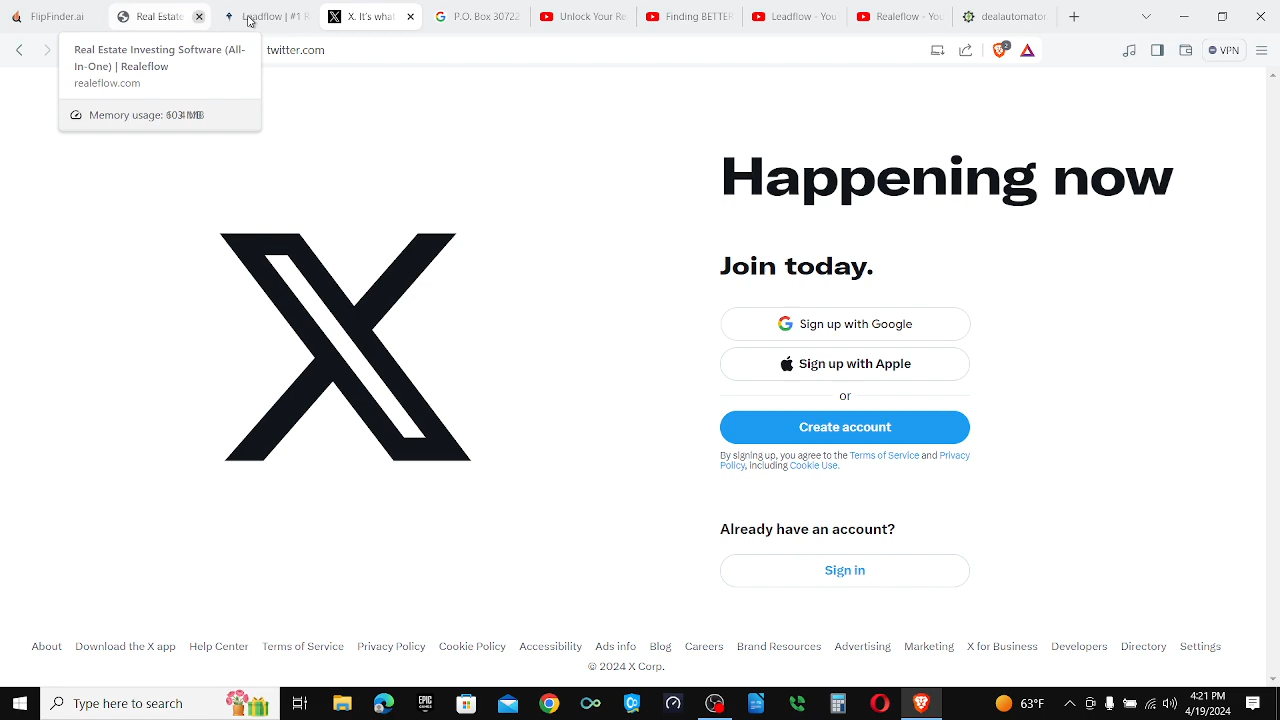 FlipFinder.ai
Real Estate
Leadflow | #1 R
X. It's what
P.O. Box 30722
Unlock Your Re
Finding BETTER
Leadflow - You
Realeflow - You
dealautomator
twitter.com
2
VPN
Real Estate Investing Software (All-
In-One) | Realeflow
realeflow.com
Memory usage:
Happening now
Join today.
Sign up with Google
Sign up with Apple
or
Create account
By signing up, you agree to the Terms of Service and Privacy
Policy, including Cookie Use.
Already have an account?
Sign in
About Download the X app Help Center Terms of Service Privacy Policy Cookie Policy Accessibility Ads info Blog Careers Brand Resources Advertising Marketing X for Business Developers Directory Settings
© 2024 X Corp.
Type here to search
EPIC
GAMES
63°F
4:21 PM
4/19/2024